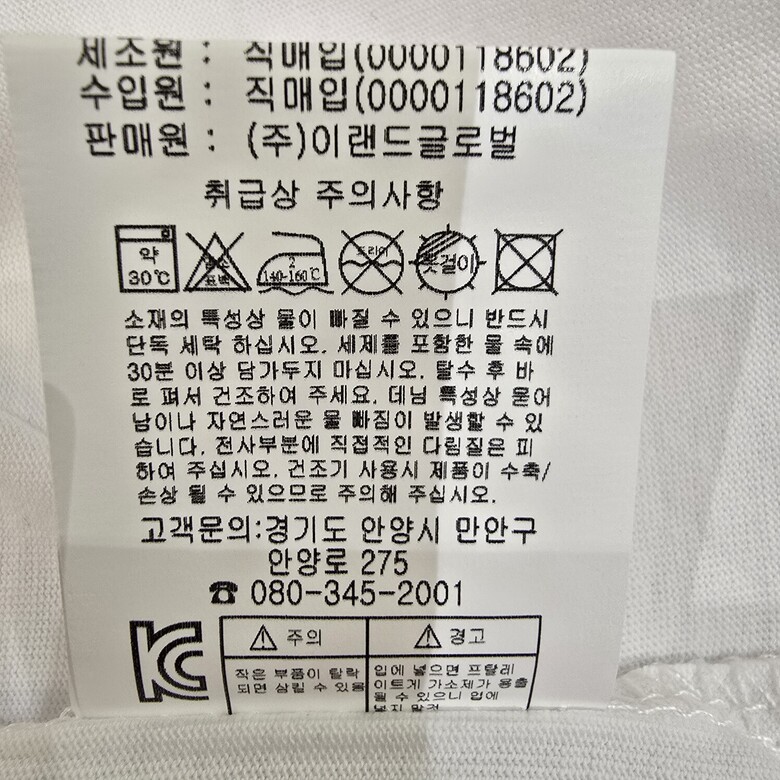 제조원 : 직매입(0000118602)
수입원 : 직매입(0000118602)
판매원 : (주)이랜드글로벌
취급상 주의사항
약
30℃
염소
표백
2
140-160℃
드라이
옷걸이
소재의 특성상 물이 빠질 수 있으니 반드시
단독 세탁 하십시오. 세제를 포함한 물 속에
30분 이상 담가두지 마십시오. 탈수 후 바
로 펴서 건조하여 주세요. 데님 특성상 묻어
남이나 자연스러운 물 빠짐이 발생할 수 있
습니다. 전사부분에 직접적인 다림질은 피
하여 주십시오. 건조기 사용시 제품이 수축/
손상 될 수 있으므로 주의해 주십시오.
고객문의:경기도 안양시 만안구
안양로 275
☎ 080-345-2001
KC
⚠ 주의
작은 부품이 탈락
되면 삼킬 수 있음
⚠ 경고
입에 넣으면 프탈레
이트계 가소제가 용출
될 수 있으니 입에
넣지 말것